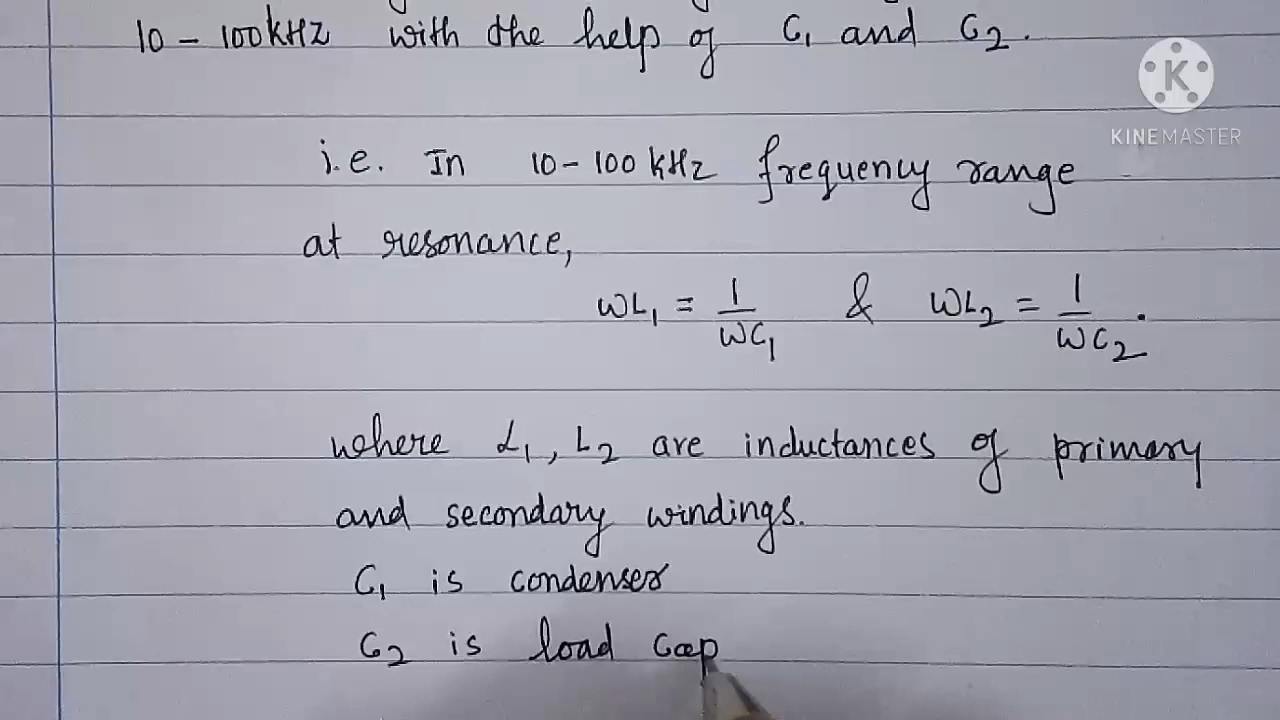 10 - 100kHz with the help of C₁ and C₂.
K
KINEMASTER
i.e. In 10-100 kHz frequency range
at resonance,
ωL₁ = 1/ωC₁ & ωL₂ = 1/ωC₂.
where L₁, L₂ are inductances of primary
and secondary windings.
C₁ is condenser
C₂ is load Cap